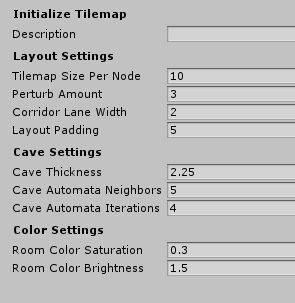 Initialize Tilemap
Description
Layout Settings
Tilemap Size Per Node 10
Perturb Amount 3
Corridor Lane Width 2
Layout Padding 5
Cave Settings
Cave Thickness 2.25
Cave Automata Neighbors 5
Cave Automata Iterations 4
Color Settings
Room Color Saturation 0.3
Room Color Brightness 1.5